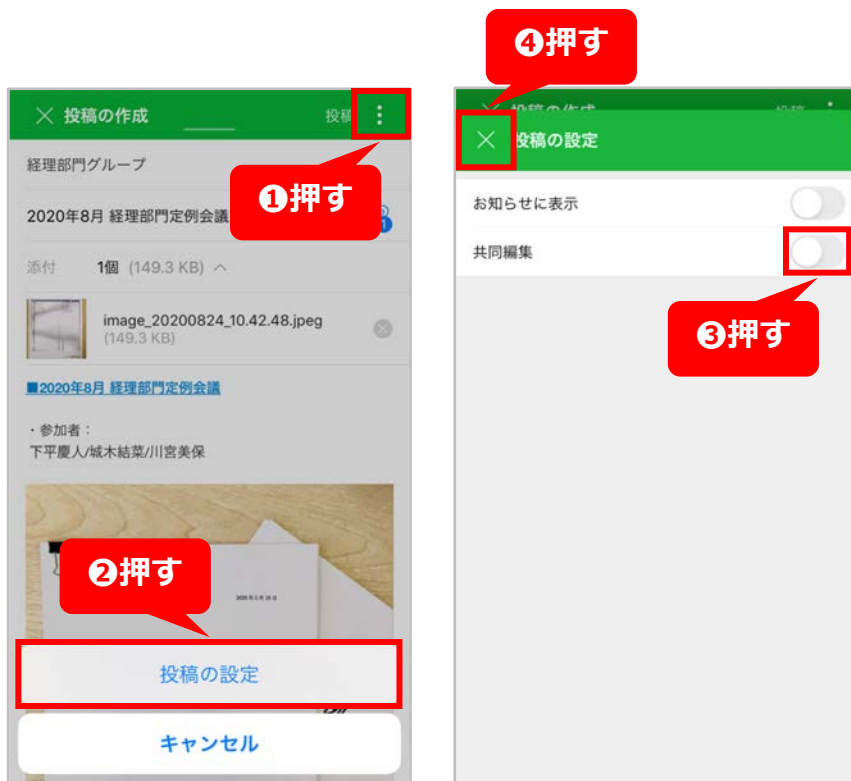 ❹押す
投稿の作成
投稿
❶押す
経理部門グループ
2020年8月 経理部門定例会議
添付 1個 (149.3 KB)
image_20200824_10.42.48.jpeg
(149.3 KB)
■2020年8月 経理部門定例会議
・参加者：
下平慶人/城木結菜/川宮美保
❷押す
投稿の設定
キャンセル
投稿の設定
お知らせに表示
共同編集
❸押す